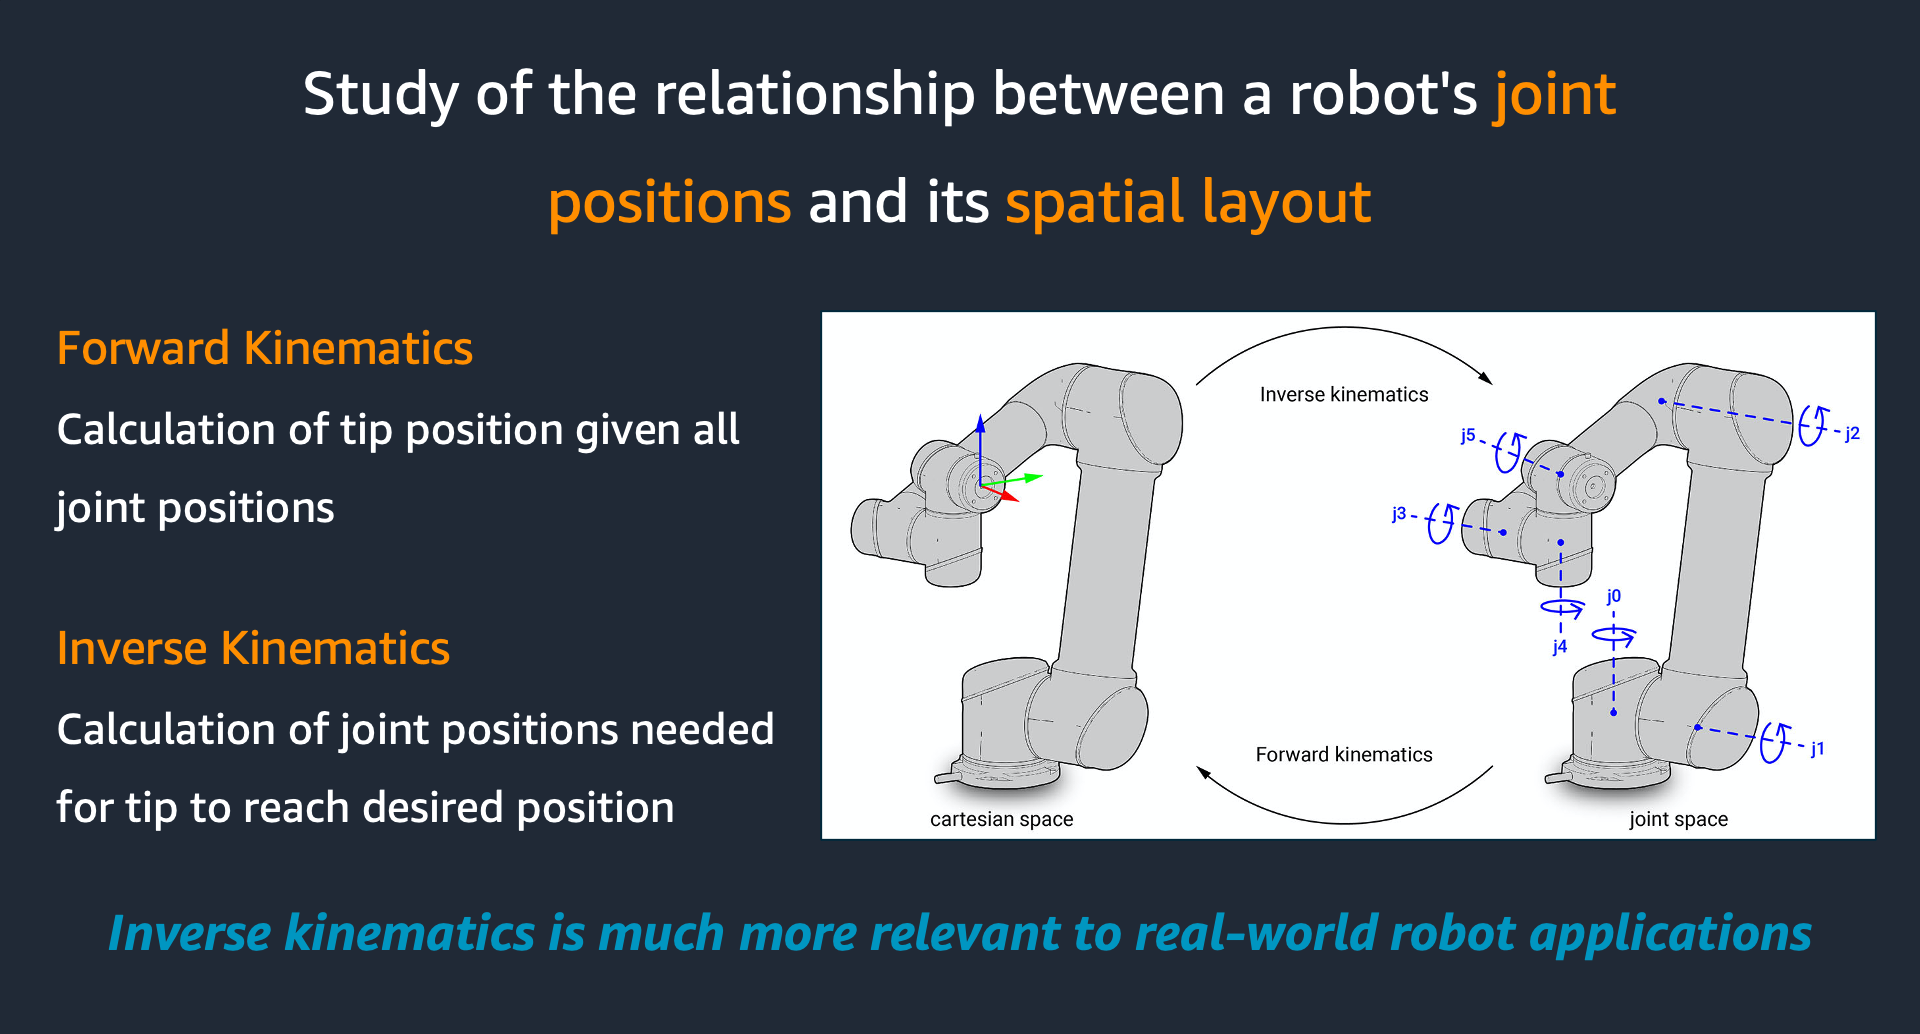 Study of the relationship between a robot's joint
positions and its spatial layout
Forward Kinematics
Calculation of tip position given all
joint positions
Inverse Kinematics
Calculation of joint positions needed
for tip to reach desired position
Inverse kinematics
j2
j5
j3
j0
j4
j1
Forward kinematics
cartesian space
joint space
Inverse kinematics is much more relevant to real-world robot applications